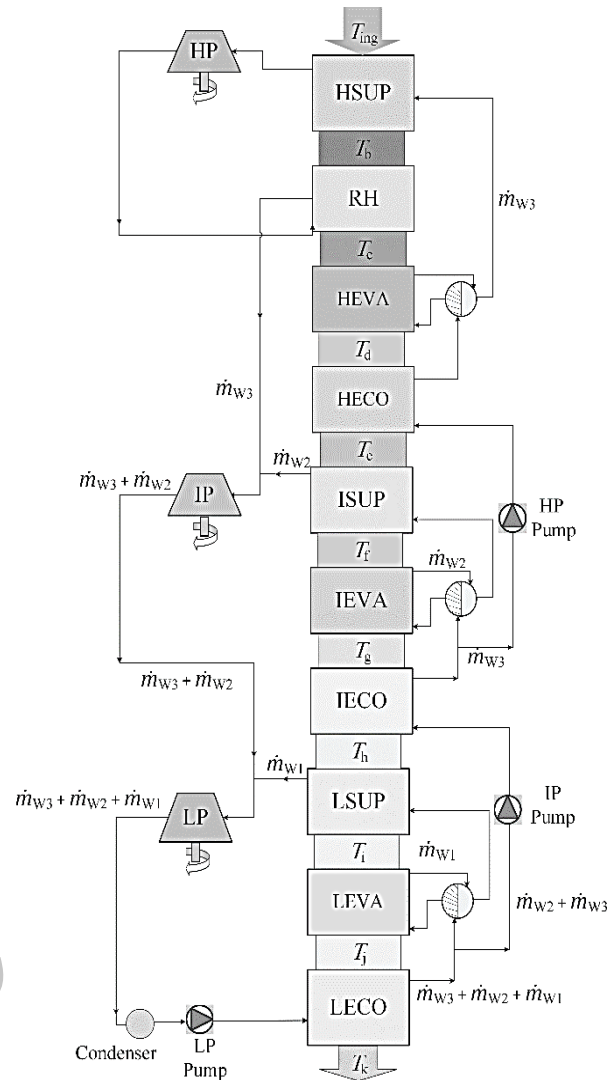 T_ing
HP
HSUP
T_b
ṁ_W3
RH
T_c
HEVA
T_d
ṁ_W3
HECO
T_e
ṁ_W3 + ṁ_W2
IP
ṁ_W2
ISUP
HP
Pump
T_f
ṁ_W2
IEVA
T_g
ṁ_W3
ṁ_W3 + ṁ_W2
IECO
T_h
ṁ_W3 + ṁ_W2 + ṁ_W1
LP
ṁ_W1
LSUP
IP
Pump
T_i
ṁ_W1
LEVA
ṁ_W2 + ṁ_W3
T_j
ṁ_W3 + ṁ_W2 + ṁ_W1
LECO
Condenser
LP
Pump
T_k